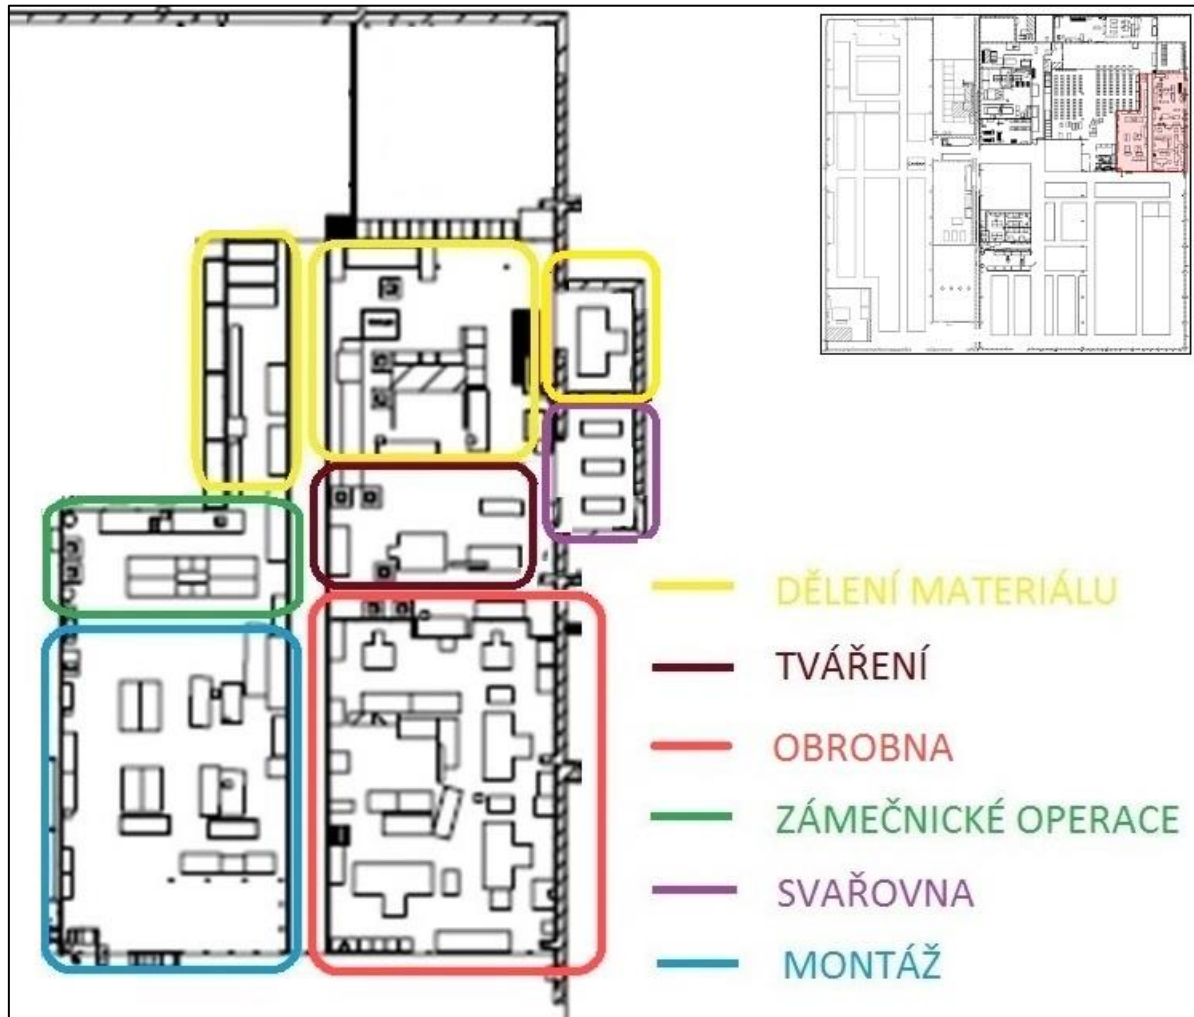 DĚLENÍ MATERIÁLU
TVÁŘENÍ
OBROBNA
ZÁMEČNICKÉ OPERACE
SVAŘOVNA
MONTÁŽ